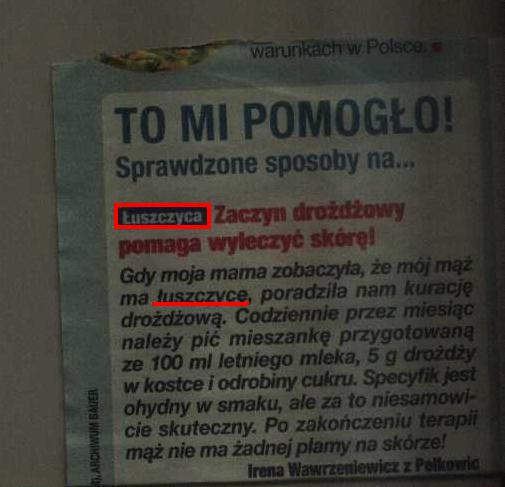 warunkach w Polsce.
TO MI POMOGŁO!
Sprawdzone sposoby na...
Łuszczyca Zaczyn drożdżowy
pomaga wyleczyć skórę!
Gdy moja mama zobaczyła, że mój mąż
ma łuszczycę, poradziła nam kurację
drożdżową. Codziennie przez miesiąc
należy pić mieszankę przygotowaną
ze 100 ml letniego mleka, 5 g drożdży
w kostce i odrobiny cukru. Specyfik jest
ohydny w smaku, ale za to niesamowi-
cie skuteczny. Po zakończeniu terapii
mąż nie ma żadnej plamy na skórze!
Irena Wawrzeniewicz z Polkowic
), ARCHIWUM BAUER